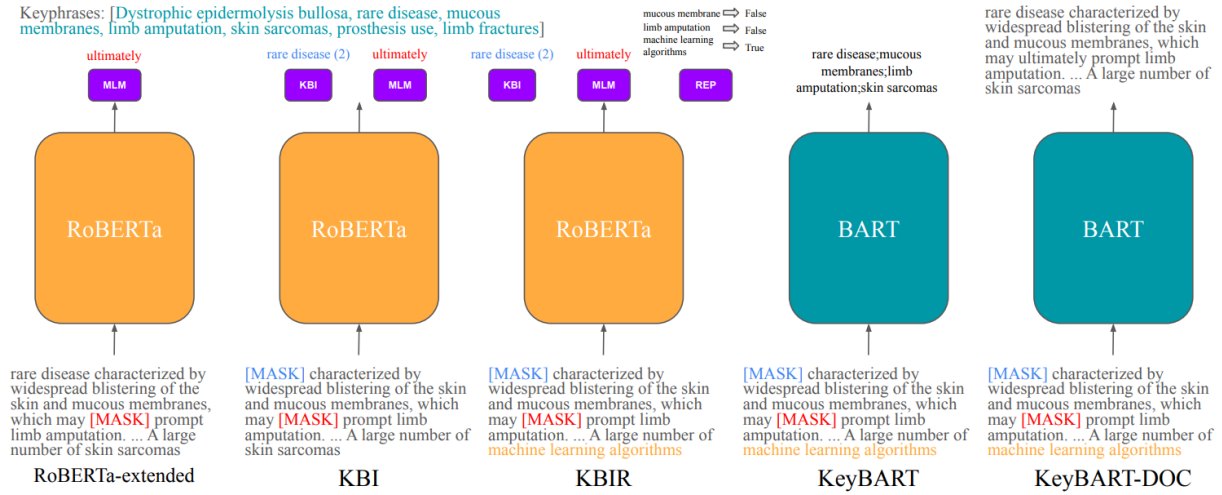 Keyphrases: [Dystrophic epidermolysis bullosa, rare disease, mucous
membranes, limb amputation, skin sarcomas, prosthesis use, limb fractures]
ultimately
MLM
RoBERTa
rare disease characterized by
widespread blistering of the
skin and mucous membranes,
which may [MASK] prompt
limb amputation. ... A large
number of skin sarcomas
RoBERTa-extended
rare disease (2)
ultimately
KBI
MLM
RoBERTa
[MASK] characterized by
widespread blistering of the skin
and mucous membranes, which
may [MASK] prompt limb
amputation. ... A large number of
skin sarcomas
KBI
rare disease (2)
ultimately
mucous membrane
False
limb amputation
False
machine learning
algorithms
True
KBI
MLM
REP
RoBERTa
[MASK] characterized by
widespread blistering of the skin
and mucous membranes, which
may [MASK] prompt limb
amputation. ... A large number of
machine learning algorithms
KBIR
rare disease;mucous
membranes;limb
amputation;skin sarcomas
BART
[MASK] characterized by
widespread blistering of the skin
and mucous membranes, which
may [MASK] prompt limb
amputation. ... A large number of
machine learning algorithms
KeyBART
rare disease characterized by
widespread blistering of the skin
and mucous membranes, which
may ultimately prompt limb
amputation. ... A large number of
skin sarcomas
BART
[MASK] characterized by
widespread blistering of the skin
and mucous membranes, which
may [MASK] prompt limb
amputation. ... A large number of
machine learning algorithms
KeyBART-DOC